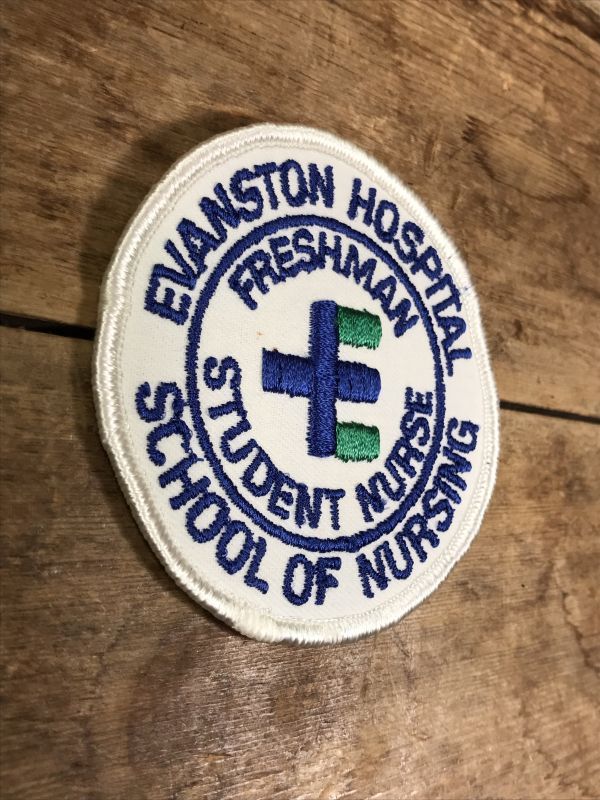 EVANSTON HOSPITAL
FRESHMAN
STUDENT NURSE
SCHOOL OF NURSING